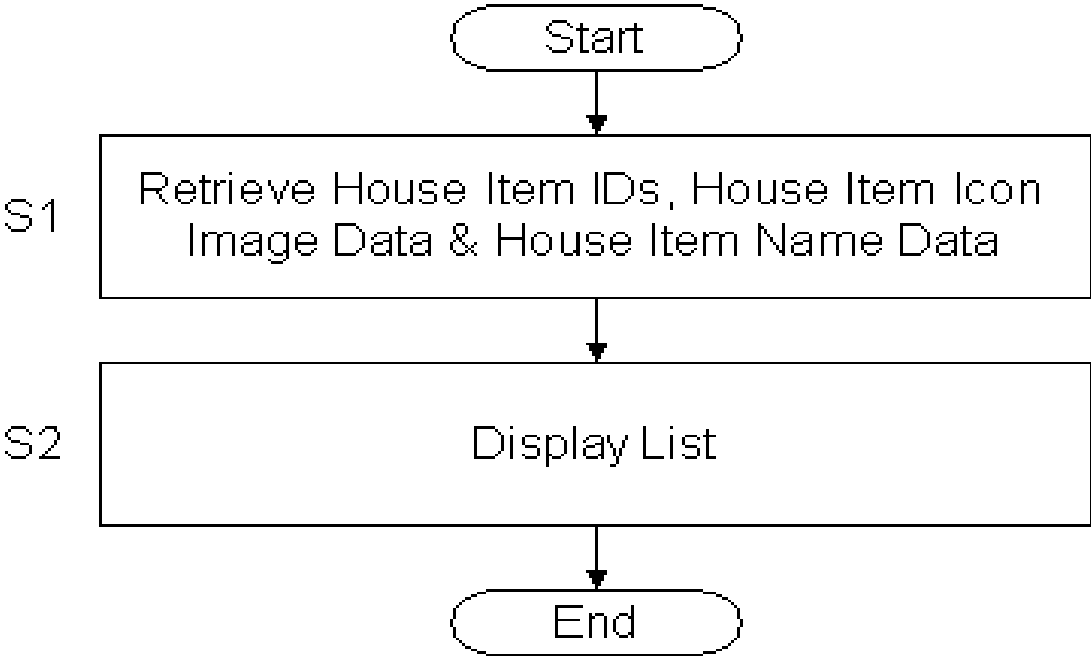 Start
S1
Retrieve House Item IDs, House Item Icon
Image Data & House Item Name Data
S2
Display List
End